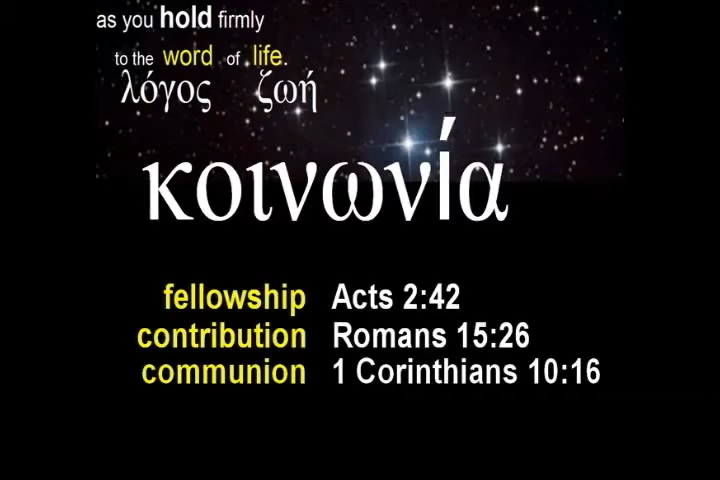 as you hold firmly
to the word of life.
λόγος ζωή
κοινωνία
fellowship Acts 2:42
contribution Romans 15:26
communion 1 Corinthians 10:16